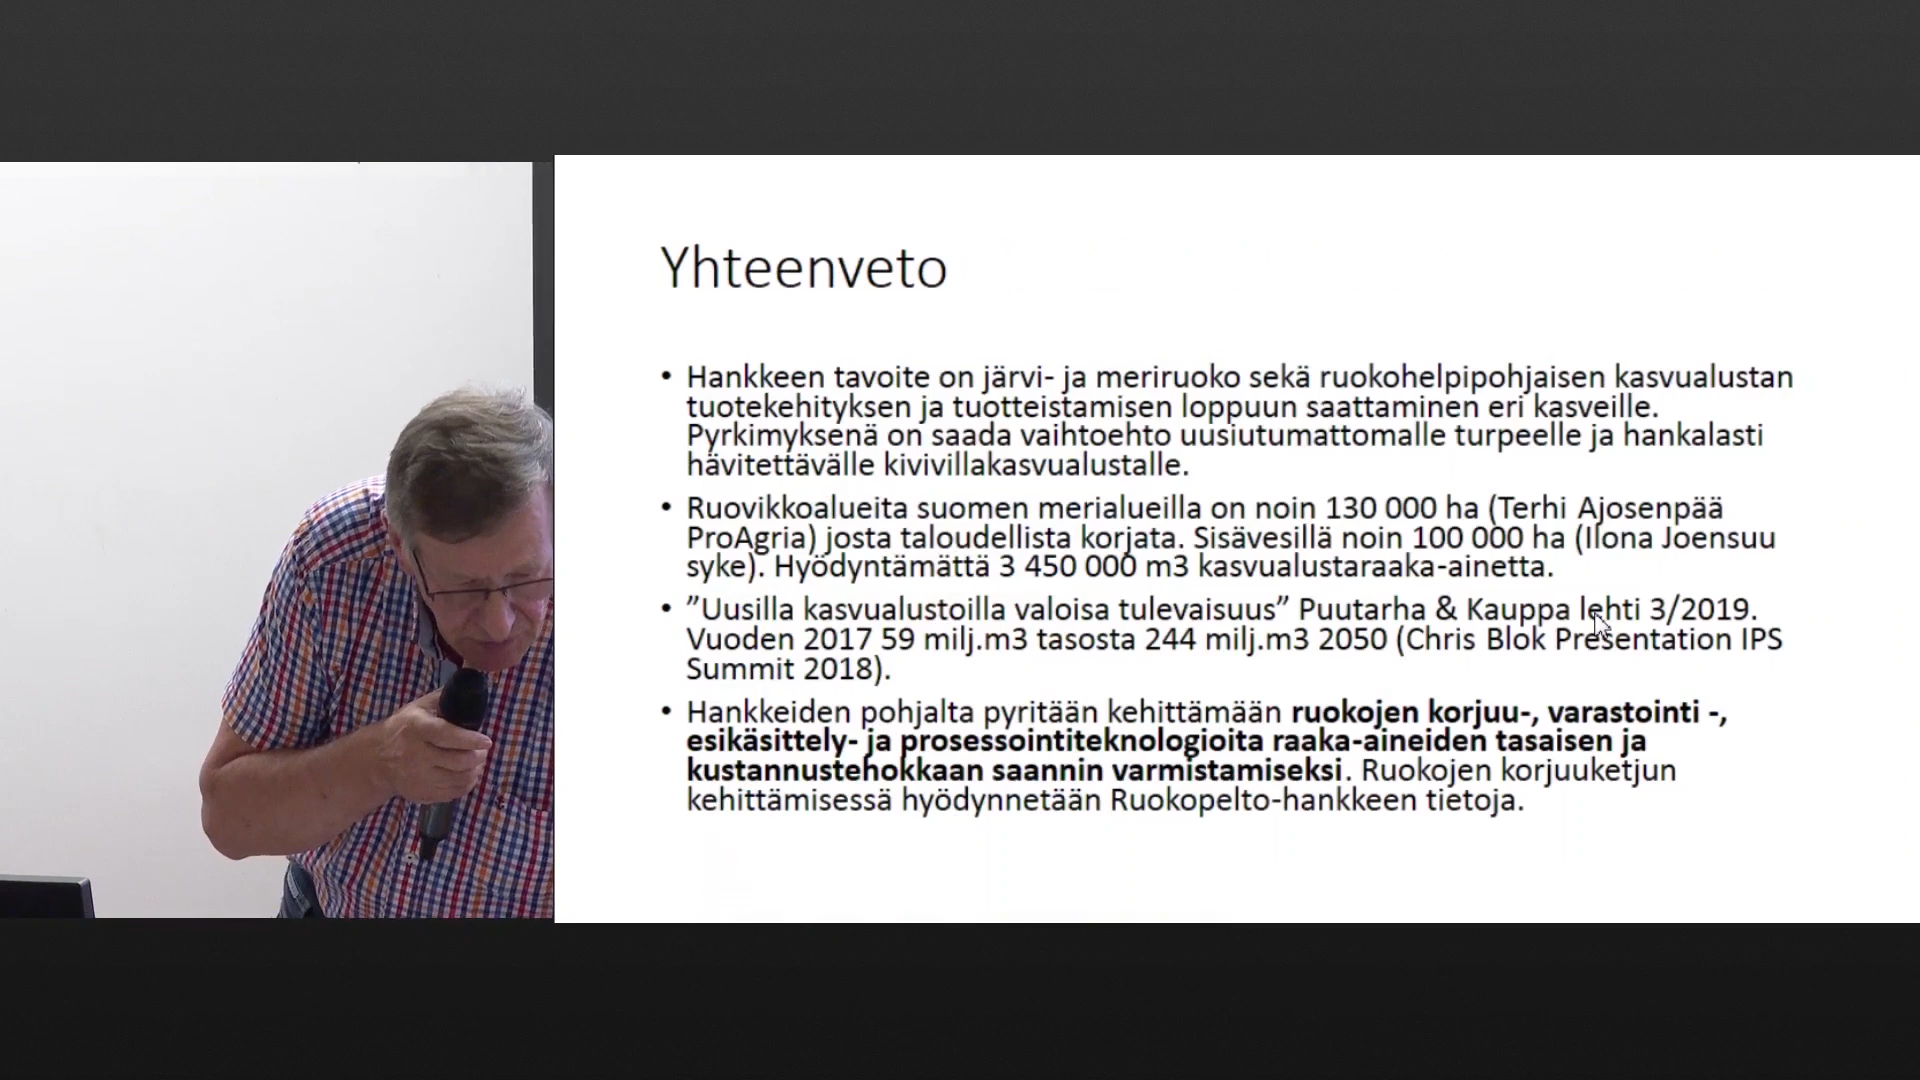 Yhteenveto
• Hankkeen tavoite on järvi- ja meriruoko sekä ruokohelpipohjaisen kasvualustan
tuotekehityksen ja tuotteistamisen loppuun saattaminen eri kasveille.
Pyrkimyksenä on saada vaihtoehto uusiutumattomalle turpeelle ja hankalasti
hävitettävälle kivivillakasvualustalle.
• Ruovikkoalueita suomen merialueilla on noin 130 000 ha (Terhi Ajosenpää
ProAgria) josta taloudellista korjata. Sisävesillä noin 100 000 ha (Ilona Joensuu
syke). Hyödyntämättä 3 450 000 m3 kasvualustaraaka-ainetta.
• ”Uusilla kasvualustoilla valoisa tulevaisuus” Puutarha & Kauppa lehti 3/2019.
Vuoden 2017 59 milj.m3 tasosta 244 milj.m3 2050 (Chris Blok Presentation IPS
Summit 2018).
• Hankkeiden pohjalta pyritään kehittämään ruokojen korjuu-, varastointi -,
esikäsittely- ja prosessointiteknologioita raaka-aineiden tasaisen ja
kustannustehokkaan saannin varmistamiseksi. Ruokojen korjuuketjun
kehittämisessä hyödynnetään Ruokopelto-hankkeen tietoja.